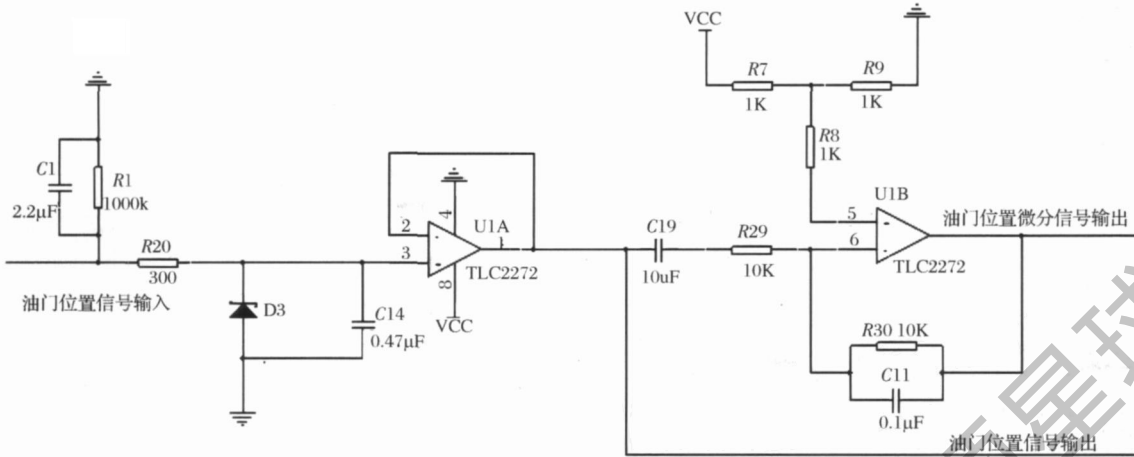 VCC
R7
1K
R9
1K
R8
1K
C1
2.2μF
R1
1000k
R20
300
油门位置信号输入
D3
C14
0.47μF
2
3
4
8
1
U1A
TLC2272
VCC
C19
10uF
R29
10K
5
6
U1B
TLC2272
油门位置微分信号输出
R30 10K
C11
0.1μF
油门位置信号输出
星球